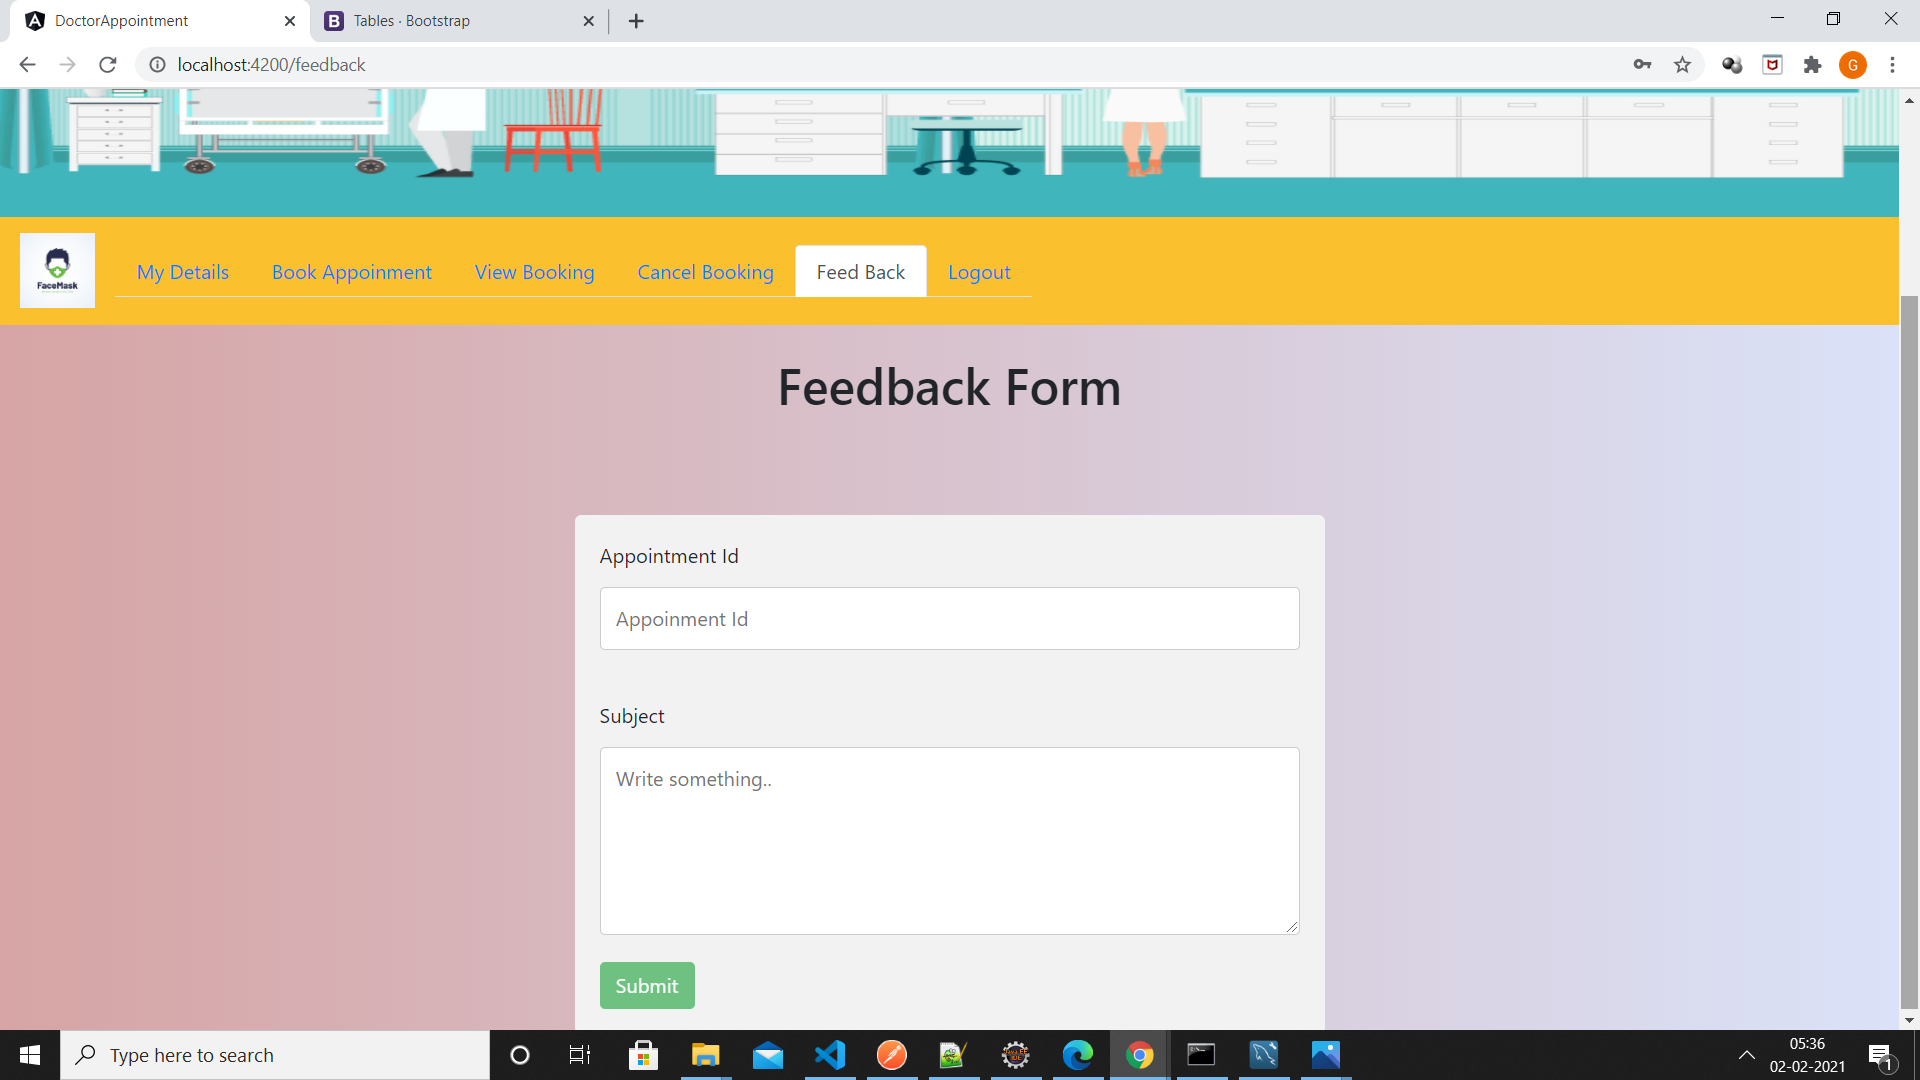 DoctorAppointment
Tables · Bootstrap
localhost:4200/feedback
G
FaceMask
My Details
Book Appoinment
View Booking
Cancel Booking
Feed Back
Logout
Feedback Form
Appointment Id
Appoinment Id
Subject
Write something..
Submit
Type here to search
05:36
02-02-2021
1